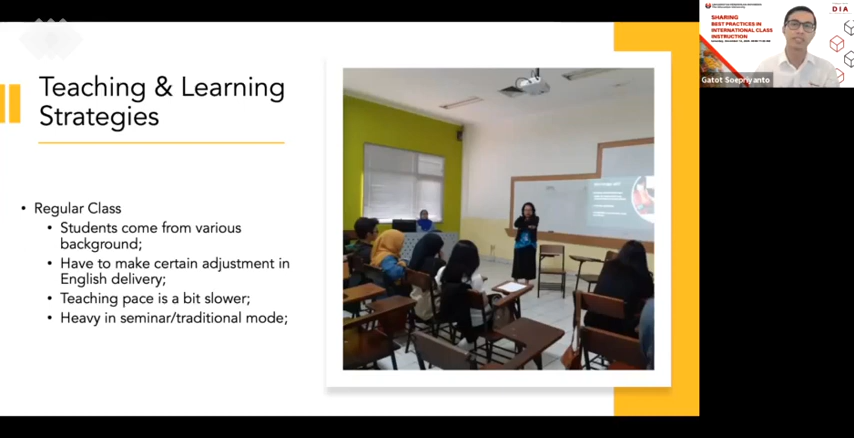 Teaching & Learning
Strategies
• Regular Class
• Students come from various
background;
• Have to make certain adjustment in
English delivery;
• Teaching pace is a bit slower;
• Heavy in seminar/traditional mode;
SHARING
BEST PRACTICES IN
INTERNATIONAL CLASS
INSTRUCTION
DIA
Gatot Soepriyanto